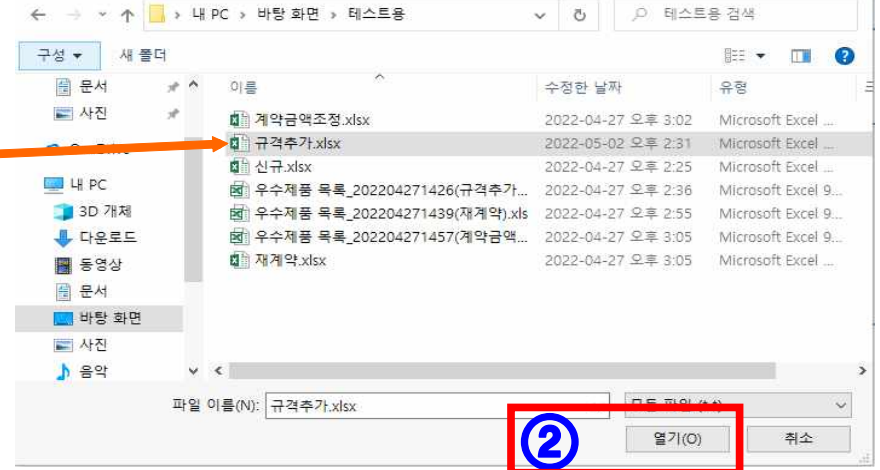 내 PC > 바탕 화면 > 테스트용
테스트용 검색
구성
새 폴더
문서
사진
내 PC
3D 개체
다운로드
동영상
문서
바탕 화면
사진
음악
이름 수정한 날짜 유형
계약금액조정.xlsx 2022-04-27 오후 3:02 Microsoft Excel ...
규격추가.xlsx 2022-05-02 오후 2:31 Microsoft Excel ...
신규.xlsx 2022-04-27 오후 2:25 Microsoft Excel ...
우수제품 목록_202204271426(규격추가... 2022-04-27 오후 2:36 Microsoft Excel 9...
우수제품 목록_202204271439(재계약).xls 2022-04-27 오후 2:55 Microsoft Excel 9...
우수제품 목록_202204271457(계약금액... 2022-04-27 오후 3:05 Microsoft Excel 9...
재계약.xlsx 2022-04-27 오후 3:05 Microsoft Excel ...
파일 이름(N): 규격추가.xlsx
②
열기(O)
취소